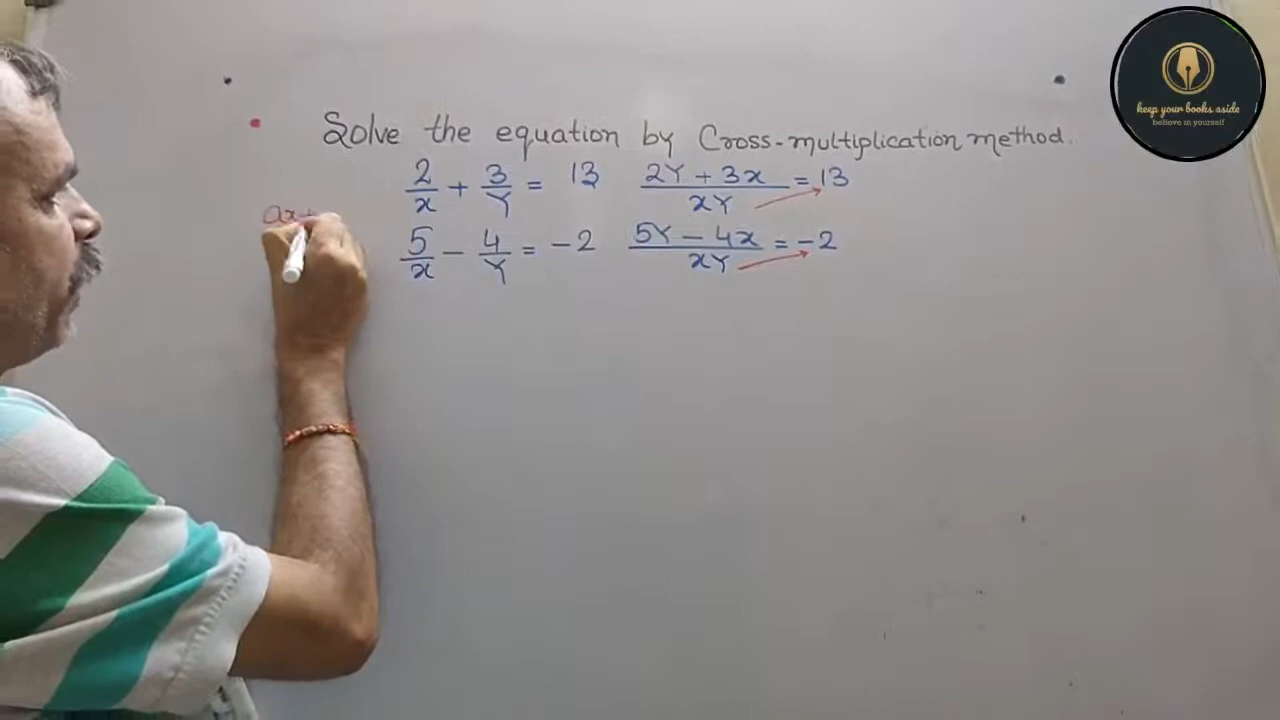 Solve the equation by Cross-multiplication method.
2/x + 3/Y = 13 (2Y + 3x)/xY = 13
5/x - 4/Y = -2 (5Y - 4x)/xY = -2
ax+
keep your books aside
believe in yourself